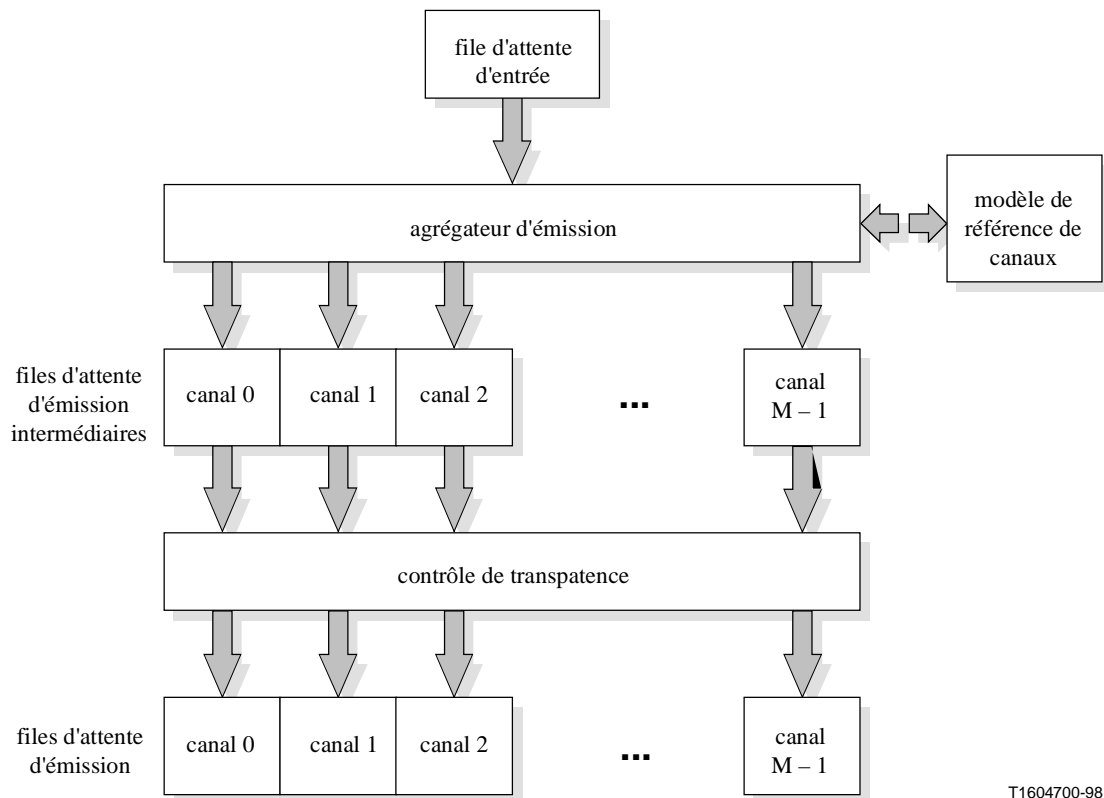 file d'attente
d'entrée
agrégateur d'émission
modèle de
référence de
canaux
files d'attente
d'émission
intermédiaires
canal 0
canal 1
canal 2
...
canal
M – 1
contrôle de transpatence
files d'attente
d'émission
canal 0
canal 1
canal 2
...
canal
M – 1
T1604700-98